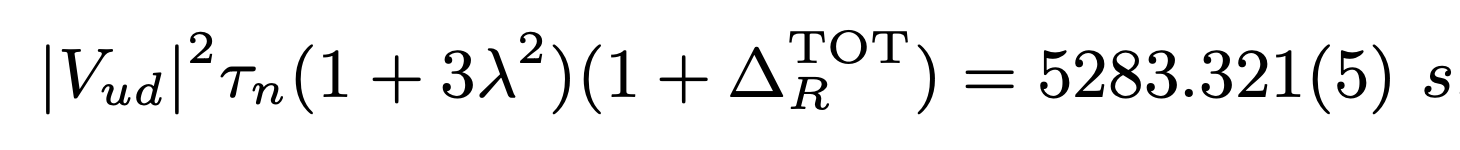 |V_{ud}|^2 τ_n(1 + 3λ^2)(1 + Δ_R^{TOT}) = 5283.321(5) s